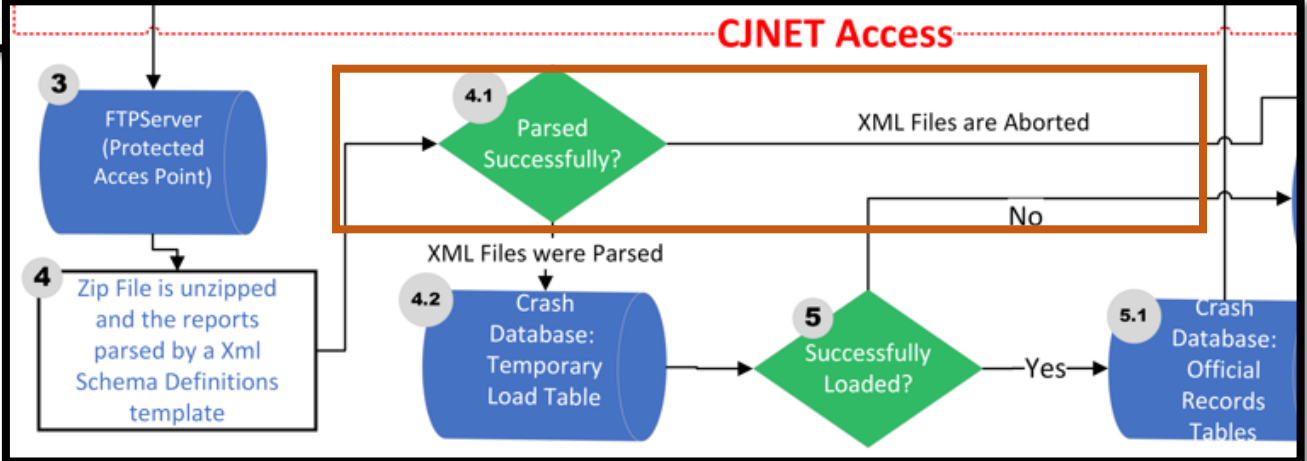 CJNET Access
3
FTPServer
(Protected
Acces Point)
4
Zip File is unzipped
and the reports
parsed by a Xml
Schema Definitions
template
4.1
Parsed
Successfully?
XML Files are Aborted
XML Files were Parsed
4.2
Crash
Database:
Temporary
Load Table
5
Successfully
Loaded?
No
Yes
5.1
Crash
Database:
Official
Records
Tables